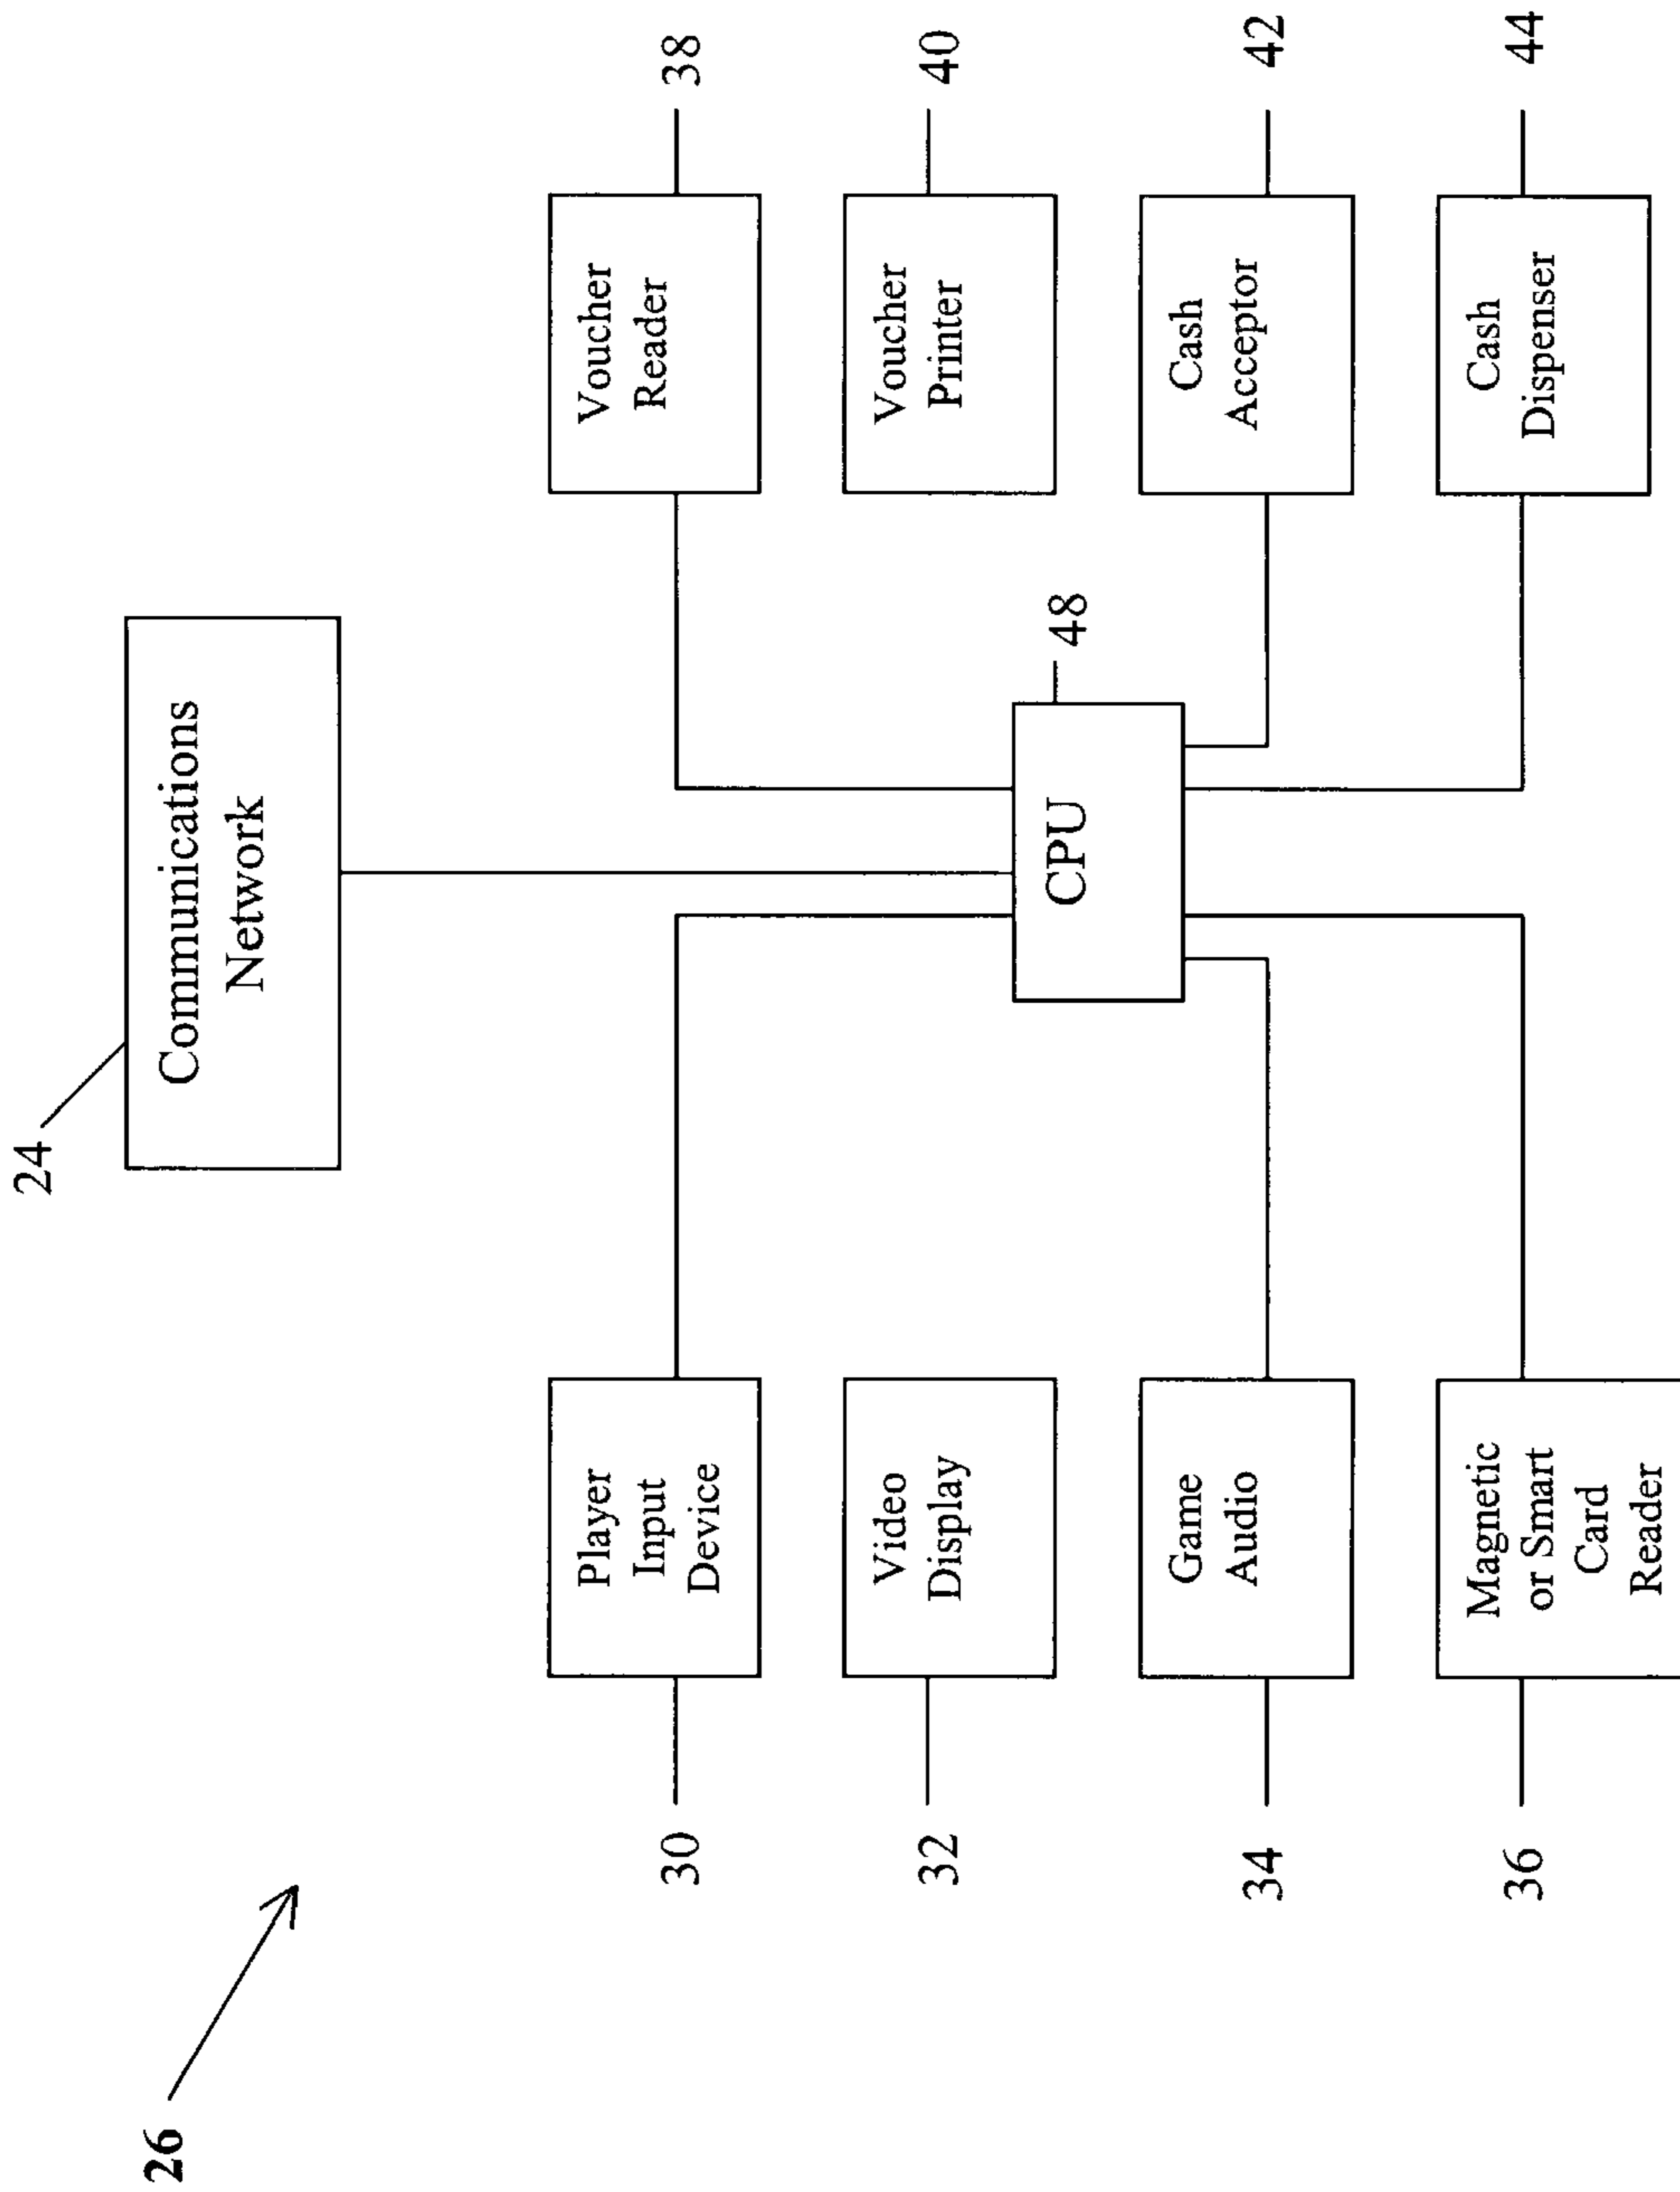 26
24
Communications
Network
30
Player
Input
Device
32
Video
Display
34
Game
Audio
36
Magnetic
or Smart
Card
Reader
CPU
48
Voucher
Reader
38
Voucher
Printer
40
Cash
Acceptor
42
Cash
Dispenser
44